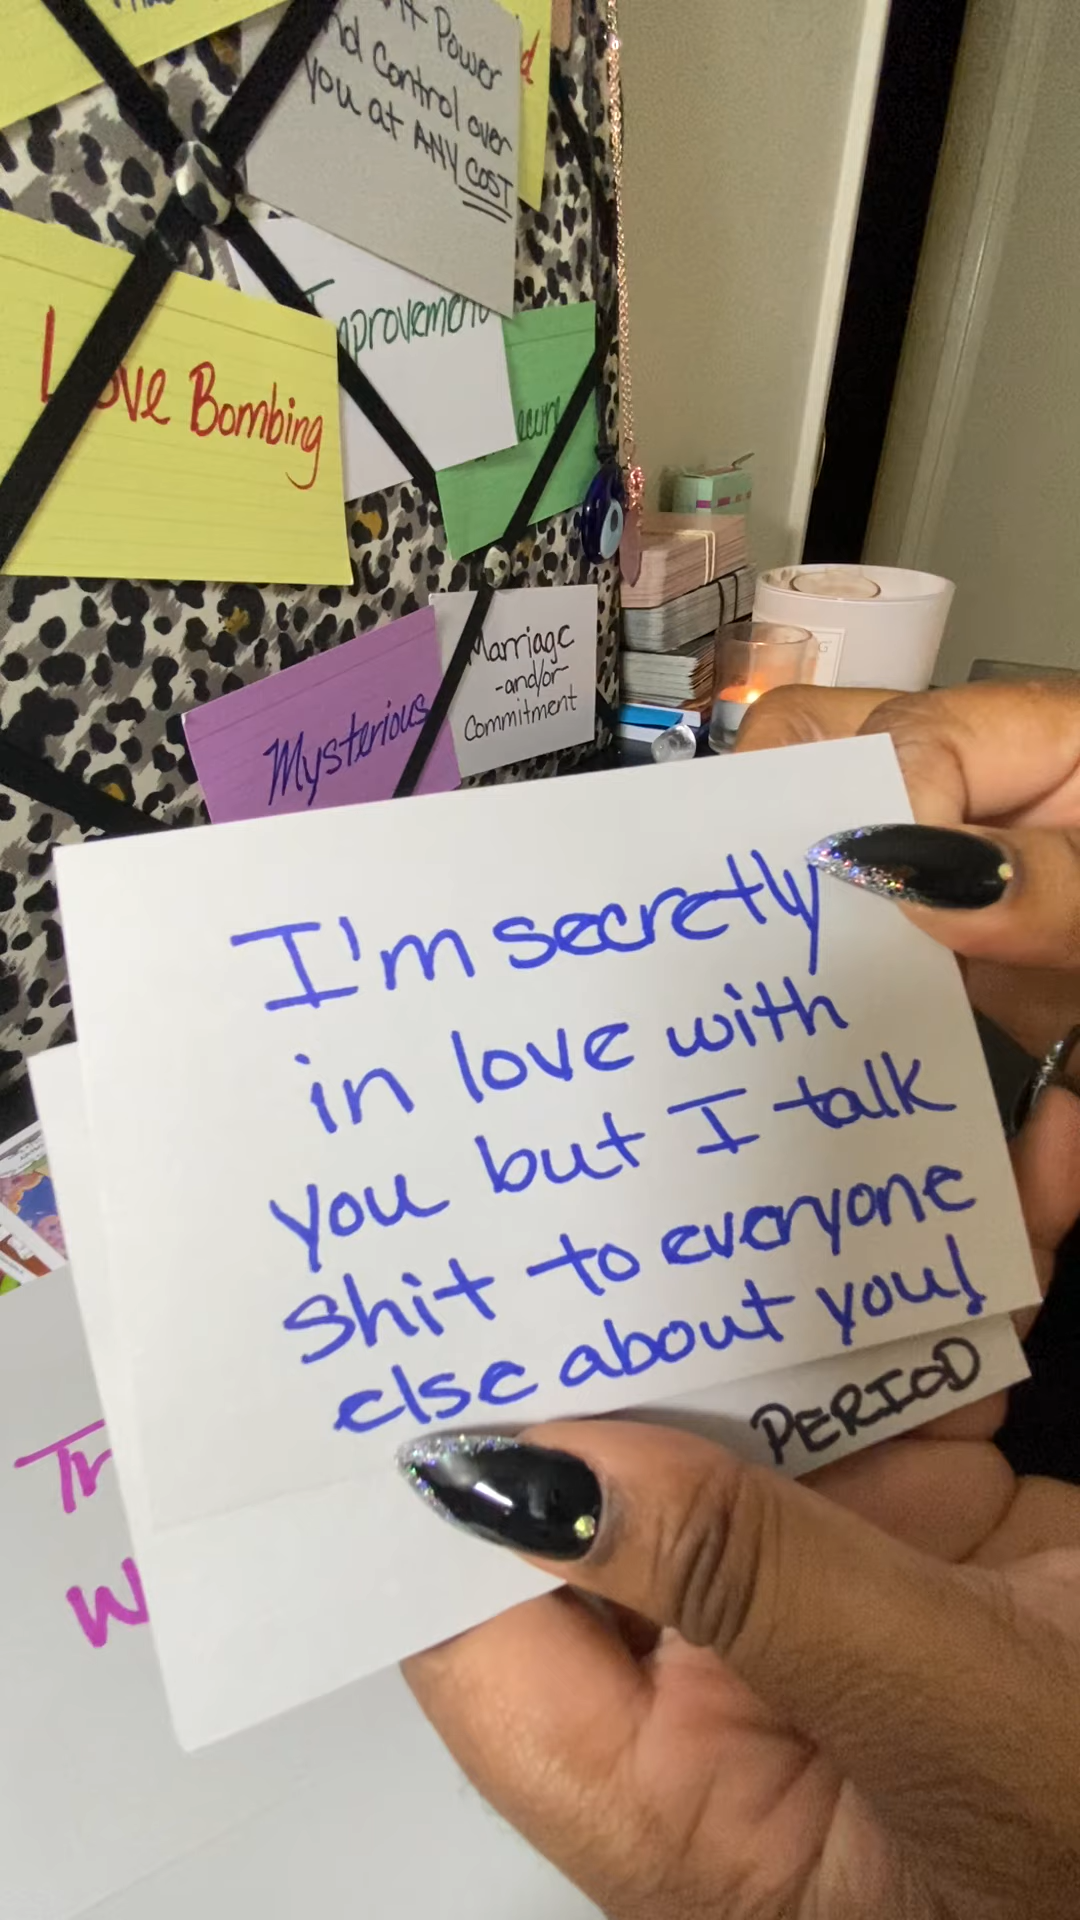 Power
Control over
you at ANY COST
Love Bombing
Improvement
Mysterious
Marriage
-and/or-
Commitment
I'm secretly
in love with
you but I talk
shit to everyone
else about you!
PERIOD